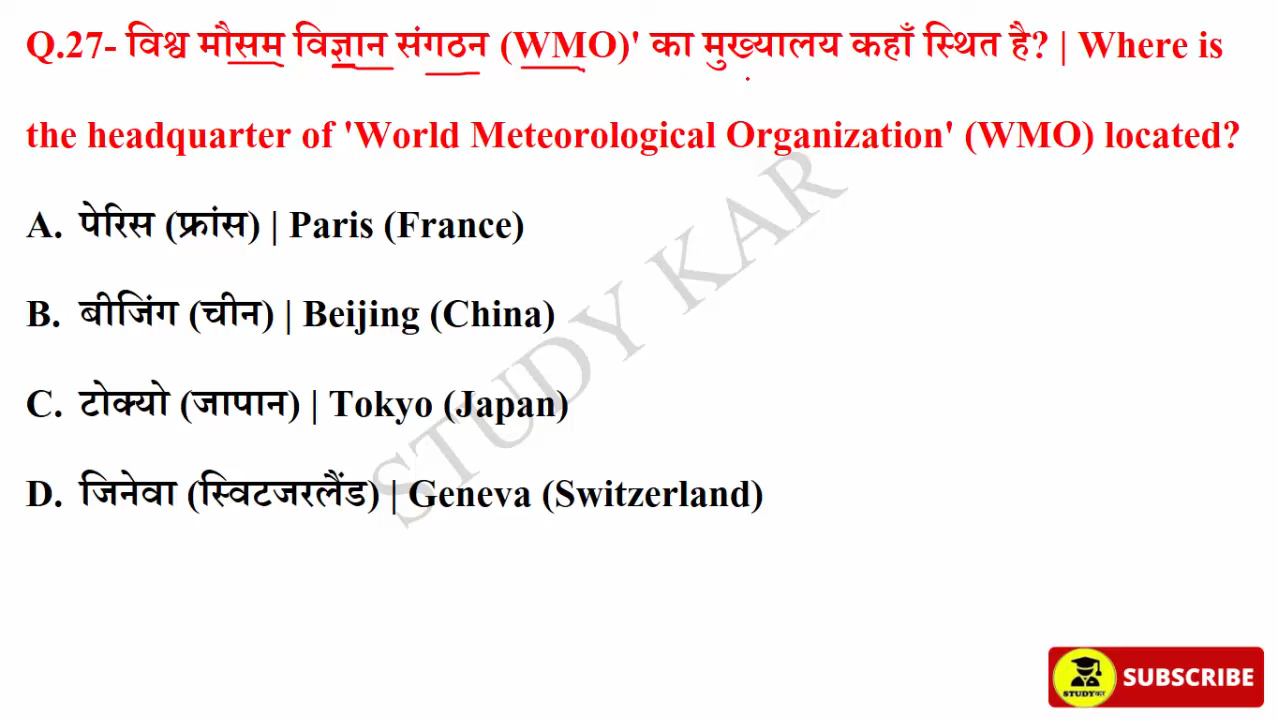 Q.27- विश्व मौसम विज्ञान संगठन (WMO)' का मुख्यालय कहाँ स्थित है? | Where is
the headquarter of 'World Meteorological Organization' (WMO) located?
A. पेरिस (फ्रांस) | Paris (France)
B. बीजिंग (चीन) | Beijing (China)
C. टोक्यो (जापान) | Tokyo (Japan)
D. जिनेवा (स्विटजरलैंड) | Geneva (Switzerland)
STUDY KAR
STUDYकर
SUBSCRIBE